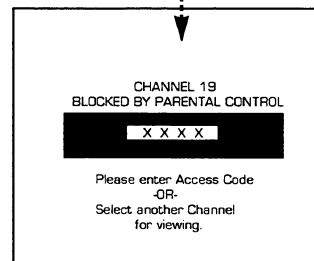 CHANNEL 19
BLOCKED BY PARENTAL CONTROL
X X X X
Please enter Access Code
-OR-
Select another Channel
for viewing.